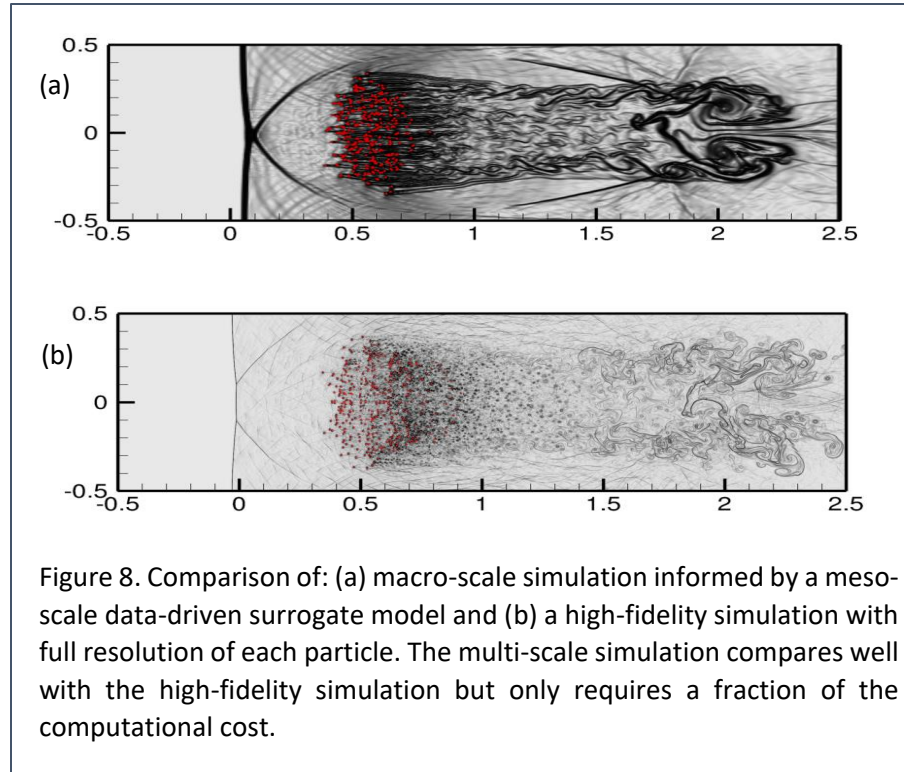 0.5
(a)
0
-0.5
-0.5 0 0.5 1 1.5 2 2.5
0.5
(b)
0
-0.5
-0.5 0 0.5 1 1.5 2 2.5
Figure 8. Comparison of: (a) macro-scale simulation informed by a meso-
scale data-driven surrogate model and (b) a high-fidelity simulation with
full resolution of each particle. The multi-scale simulation compares well
with the high-fidelity simulation but only requires a fraction of the
computational cost.